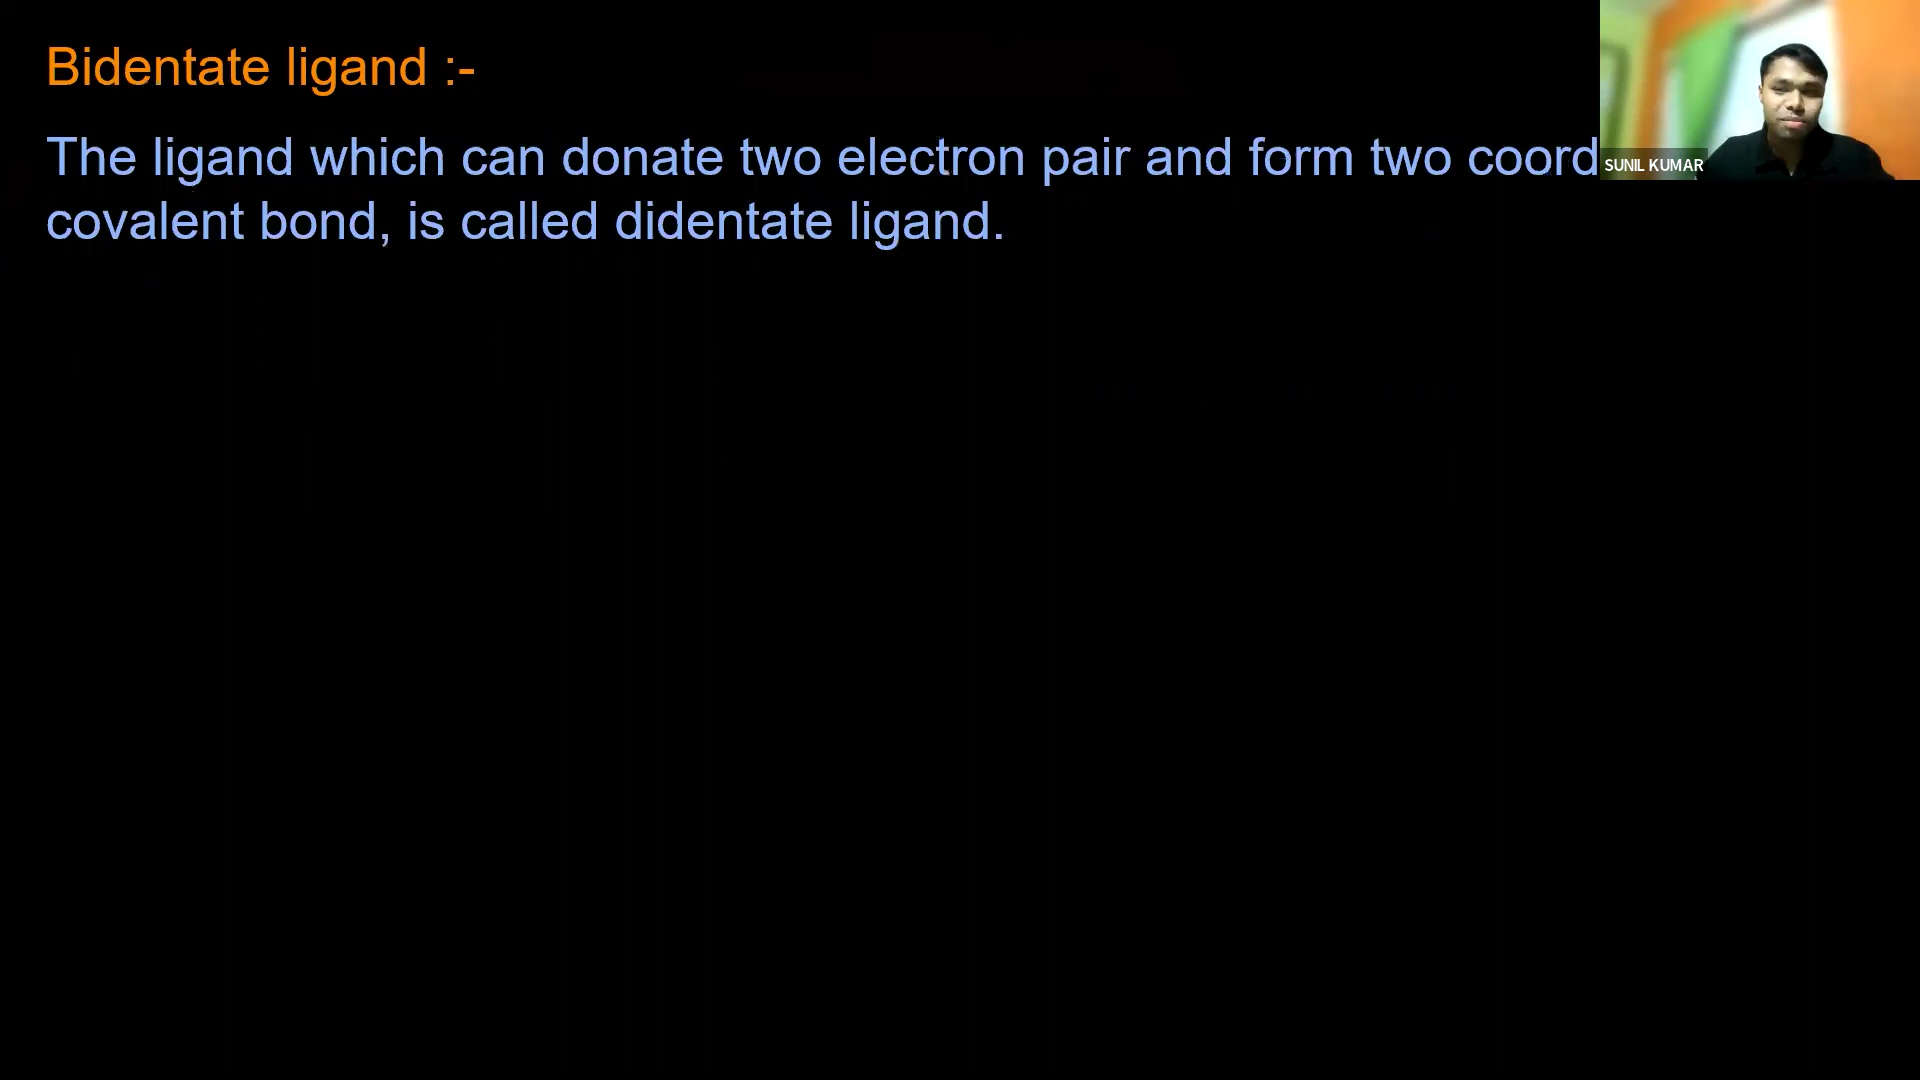 Bidentate ligand :-
The ligand which can donate two electron pair and form two coord
covalent bond, is called didentate ligand.
SUNIL KUMAR